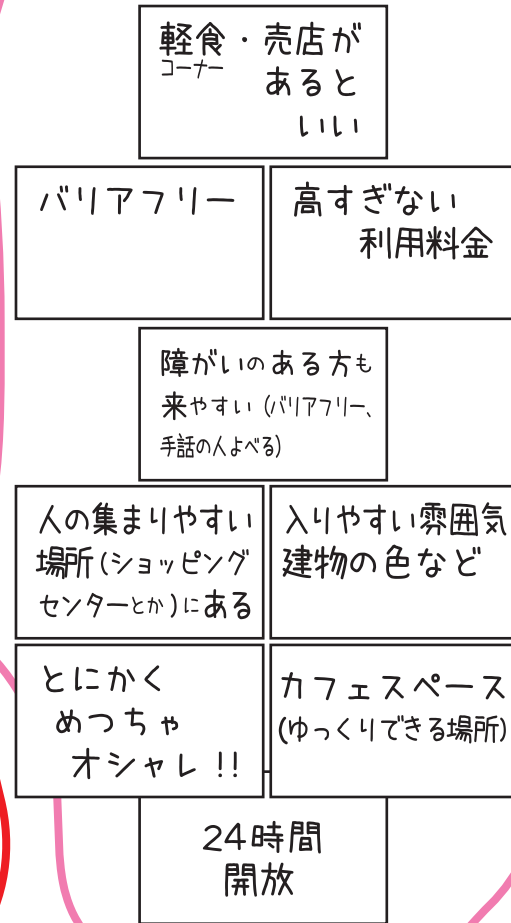 軽食・売店が
コーナー
あると
いい
バリアフリー
高すぎない
利用料金
障がいのある方も
来やすい（バリアフリー、
手話の人よべる）
人の集まりやすい
場所（ショッピング
センターとか）にある
入りやすい雰囲気
建物の色など
とにかく
めっちゃ
オシャレ!!
カフェスペース
（ゆっくりできる場所）
24時間
開放